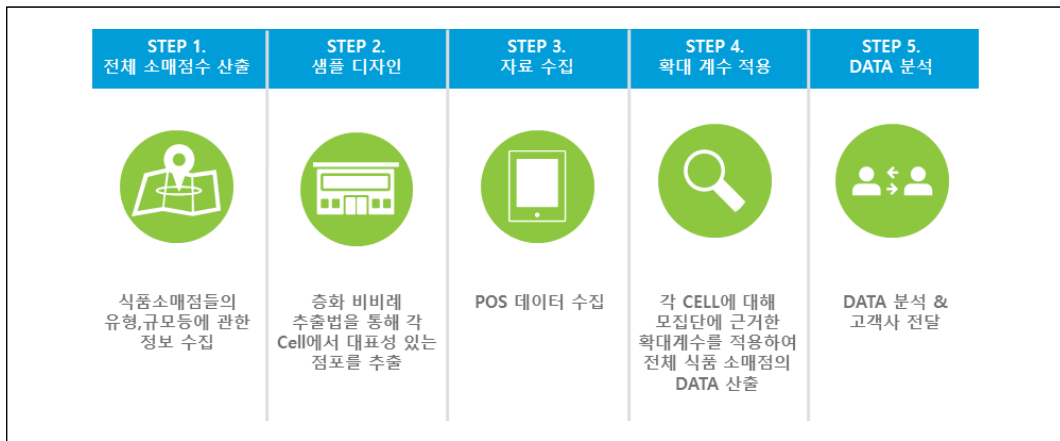 STEP 1.
전체 소매점수 산출
STEP 2.
샘플 디자인
STEP 3.
자료 수집
STEP 4.
확대 계수 적용
STEP 5.
DATA 분석
식품소매점들의
유형,규모등에 관한
정보 수집
층화 비비례
추출법을 통해 각
Cell에서 대표성 있는
점포를 추출
POS 데이터 수집
각 CELL에 대해
모집단에 근거한
확대계수를 적용하여
전체 식품 소매점의
DATA 산출
DATA 분석 &
고객사 전달